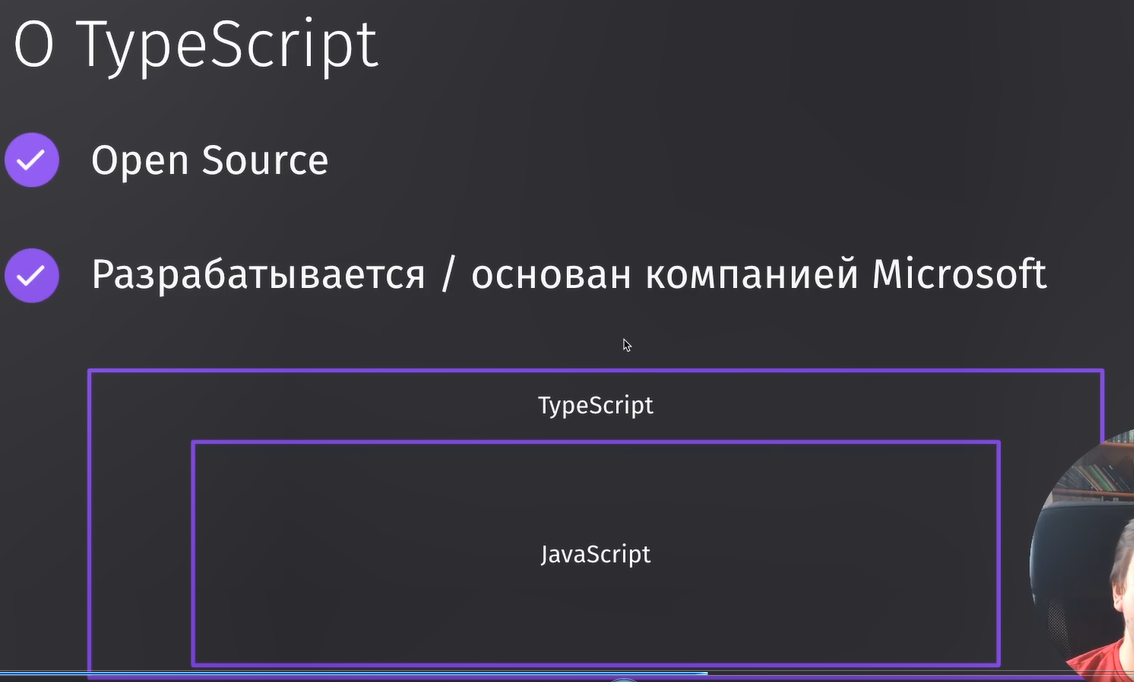 О TypeScript
Open Source
Разрабатывается / основан компанией Microsoft
TypeScript
JavaScript